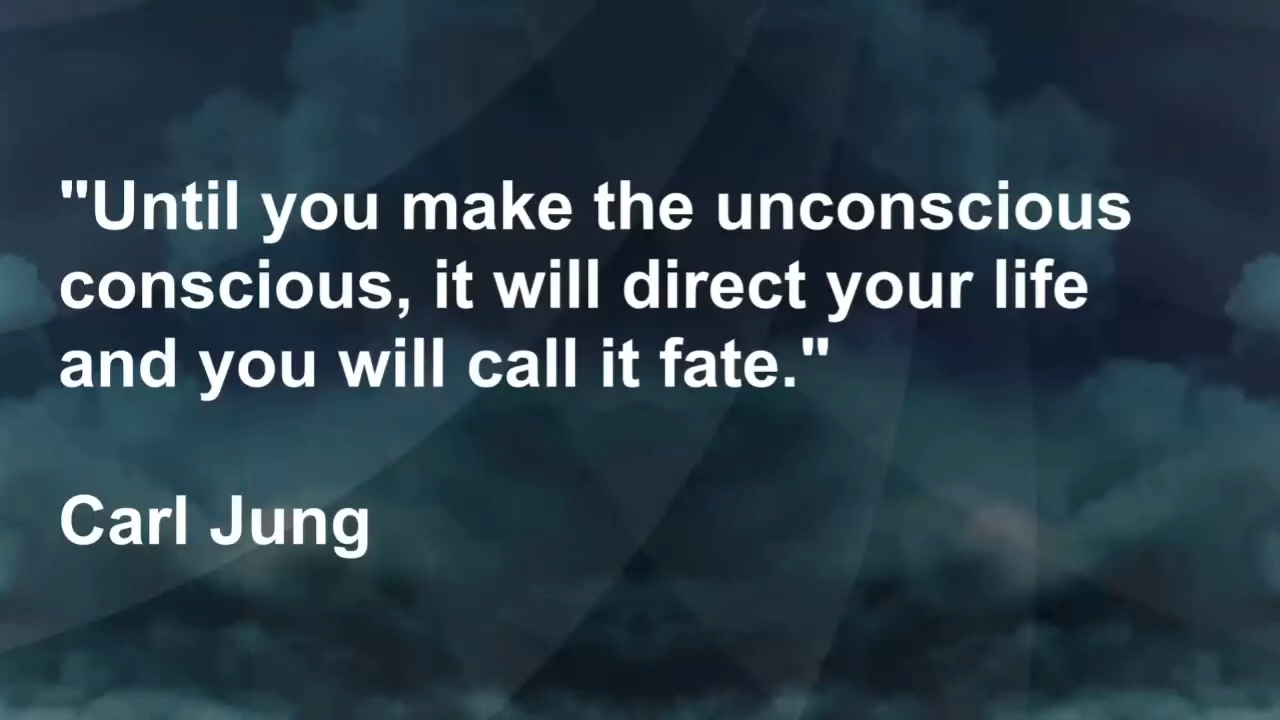 "Until you make the unconscious
conscious, it will direct your life
and you will call it fate."
Carl Jung